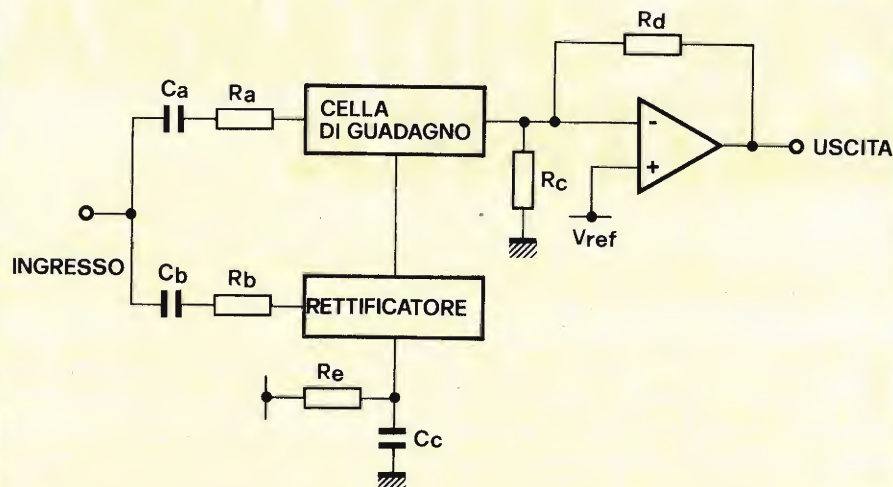 Rd
Ca
Ra
CELLA
DI GUADAGNO
-
+
USCITA
Rc
Vref
INGRESSO
Cb
Rb
RETTIFICATORE
Re
Cc